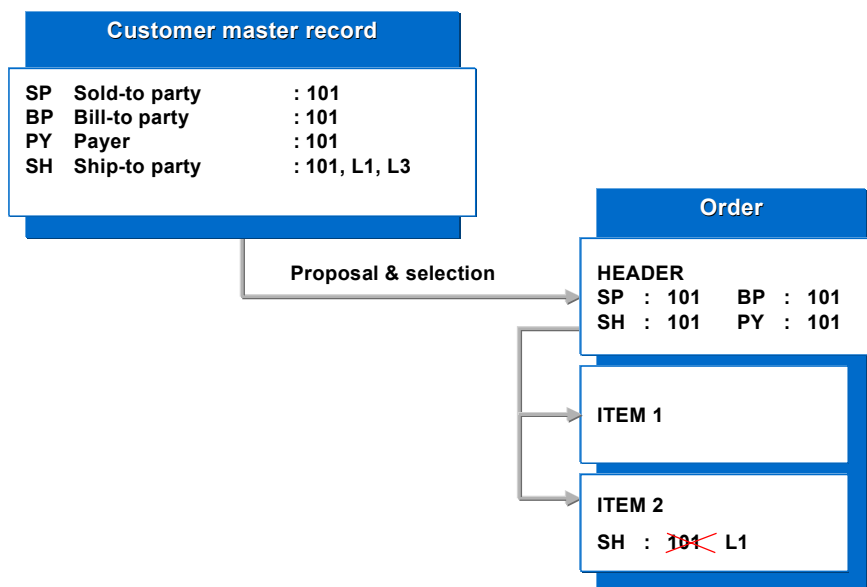 Customer master record
SP Sold-to party : 101
BP Bill-to party : 101
PY Payer : 101
SH Ship-to party : 101, L1, L3
Order
Proposal & selection
HEADER
SP : 101 BP : 101
SH : 101 PY : 101
ITEM 1
ITEM 2
SH : 101 L1